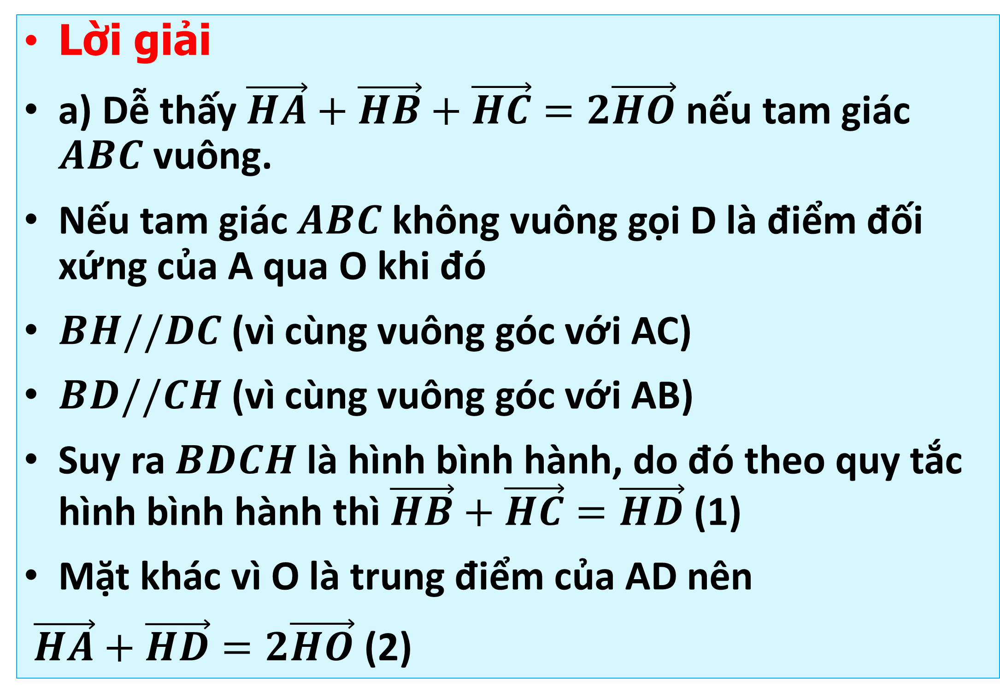 • Lời giải
• a) Dễ thấy $\overrightarrow{HA} + \overrightarrow{HB} + \overrightarrow{HC} = 2\overrightarrow{HO}$ nếu tam giác
ABC vuông.
• Nếu tam giác ABC không vuông gọi D là điểm đối
xứng của A qua O khi đó
• BH//DC (vì cùng vuông góc với AC)
• BD//CH (vì cùng vuông góc với AB)
• Suy ra BDCH là hình bình hành, do đó theo quy tắc
hình bình hành thì $\overrightarrow{HB} + \overrightarrow{HC} = \overrightarrow{HD}$ (1)
• Mặt khác vì O là trung điểm của AD nên
$\overrightarrow{HA} + \overrightarrow{HD} = 2\overrightarrow{HO}$ (2)